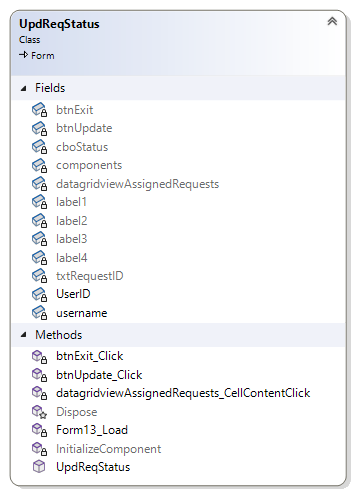 UpdReqStatus
Class
Form
Fields
btnExit
btnUpdate
cboStatus
components
datagridviewAssignedRequests
label1
label2
label3
label4
txtRequestID
UserID
username
Methods
btnExit_Click
btnUpdate_Click
datagridviewAssignedRequests_CellContentClick
Dispose
Form13_Load
InitializeComponent
UpdReqStatus